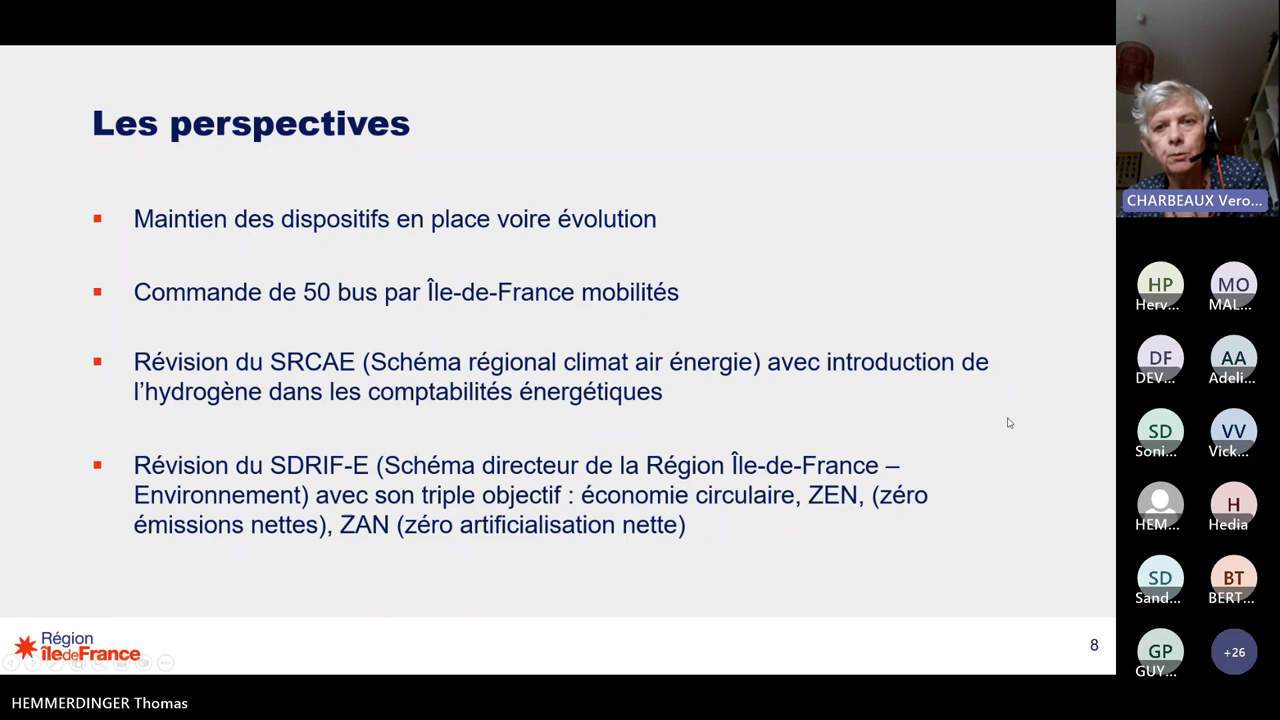 Les perspectives
Maintien des dispositifs en place voire évolution
Commande de 50 bus par Île-de-France mobilités
Révision du SRCAE (Schéma régional climat air énergie) avec introduction de
l'hydrogène dans les comptabilités énergétiques
Révision du SDRIF-E (Schéma directeur de la Région Île-de-France –
Environnement) avec son triple objectif : économie circulaire, ZEN, (zéro
émissions nettes), ZAN (zéro artificialisation nette)
Région
îledeFrance
8
HEMMERDINGER Thomas
CHARBEAUX Vero...
HP
MO
Herv...
MAL...
DF
AA
DEV...
Adeli...
SD
VV
Soni...
Vick...
H
HEM...
Hedia
SD
BT
Sand...
BERT...
GP
+26
GUY...